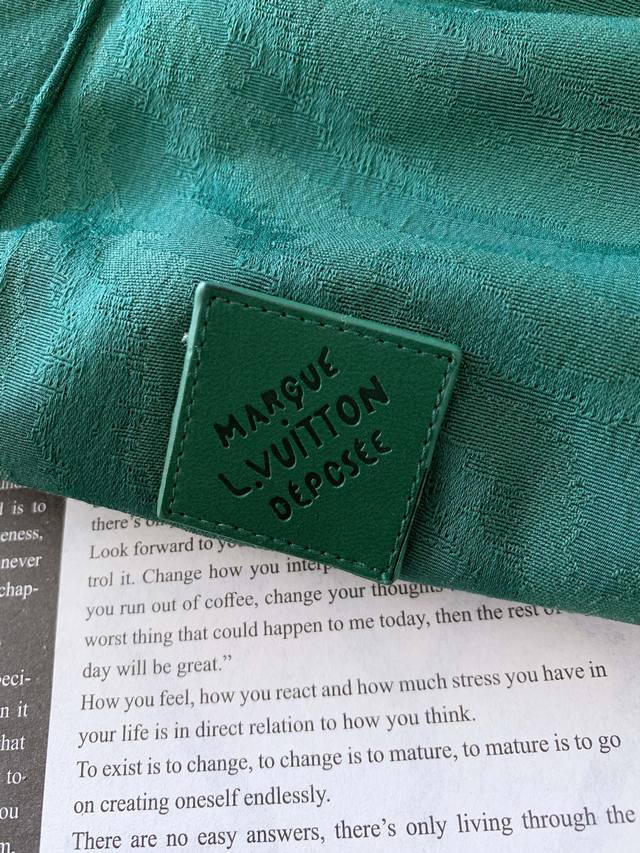 MARQUE
L.VUITTON
DÉPOSÉE
is to
eness,
never
chap-
eci-
n it
hat
to-
ou
m.
there's
Look forward to
trol it. Change how you
you run out of coffee, change your thoughts
worst thing that could happen to me today, then the rest
day will be great.”
How you feel, how you react and how much stress you have in
your life is in direct relation to how you think.
To exist is to change, to change is to mature, to mature is to go
on creating oneself endlessly.
There are no easy answers, there's only living through the